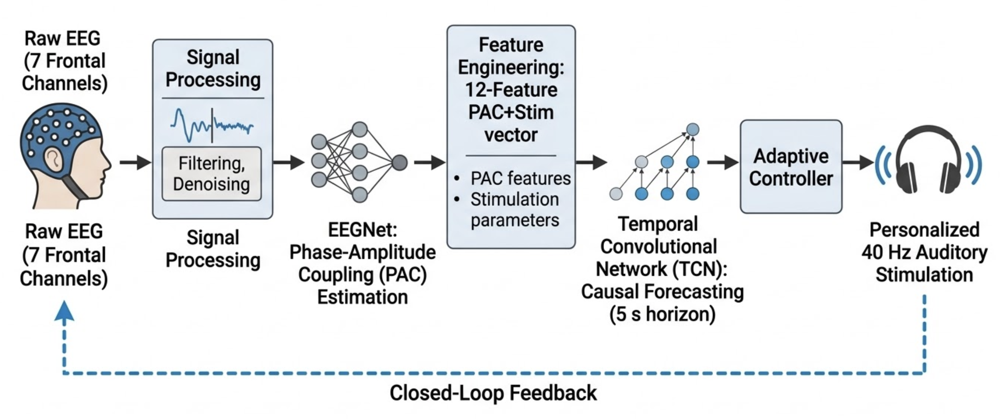 Raw EEG
(7 Frontal
Channels)
Raw EEG
(7 Frontal
Channels)
Signal
Processing
Filtering,
Denoising
Signal
Processing
EEGNet:
Phase-Amplitude
Coupling (PAC)
Estimation
Feature
Engineering:
12-Feature
PAC+Stim
vector
• PAC features
• Stimulation
parameters
Temporal
Convolutional
Network (TCN):
Causal Forecasting
(5 s horizon)
Adaptive
Controller
Personalized
40 Hz Auditory
Stimulation
Closed-Loop Feedback